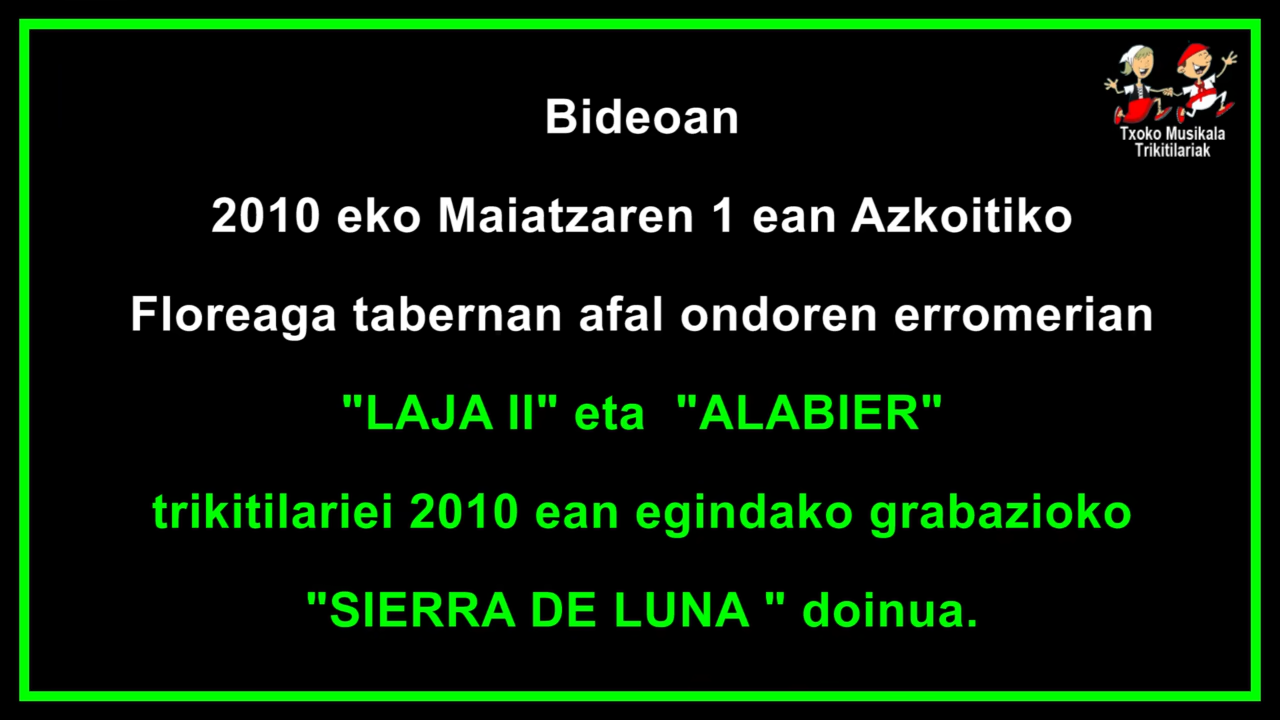 Bideoan
Txoko Musikala
Trikitilariak
2010 eko Maiatzaren 1 ean Azkoitiko
Floreaga tabernan afal ondoren erromerian
"LAJA II" eta  "ALABIER"
trikitilariei 2010 ean egindako grabazioko
"SIERRA DE LUNA " doinua.